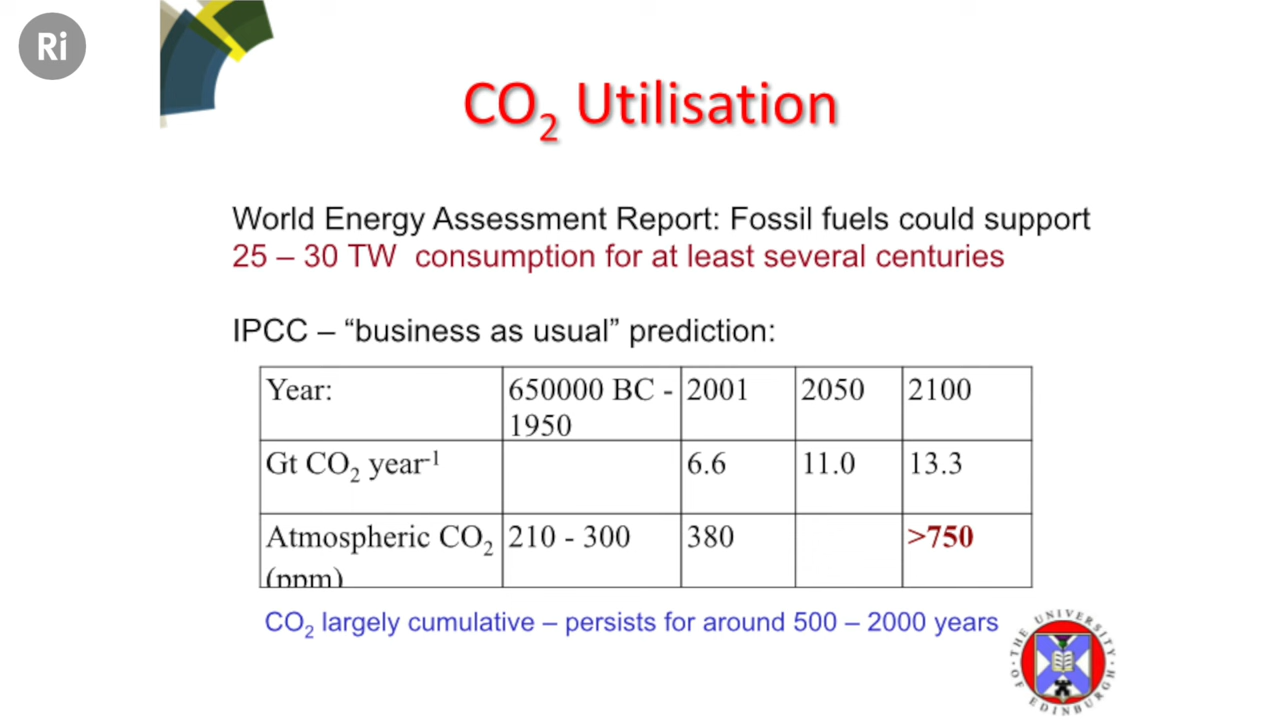 Ri
CO₂ Utilisation
World Energy Assessment Report: Fossil fuels could support
25 – 30 TW consumption for at least several centuries
IPCC – “business as usual” prediction:
Year: 650000 BC - 1950 2001 2050 2100
Gt CO₂ year⁻¹ 6.6 11.0 13.3
Atmospheric CO₂ (ppm) 210 - 300 380 >750
CO₂ largely cumulative – persists for around 500 – 2000 years
THE UNIVERSITY OF EDINBURGH